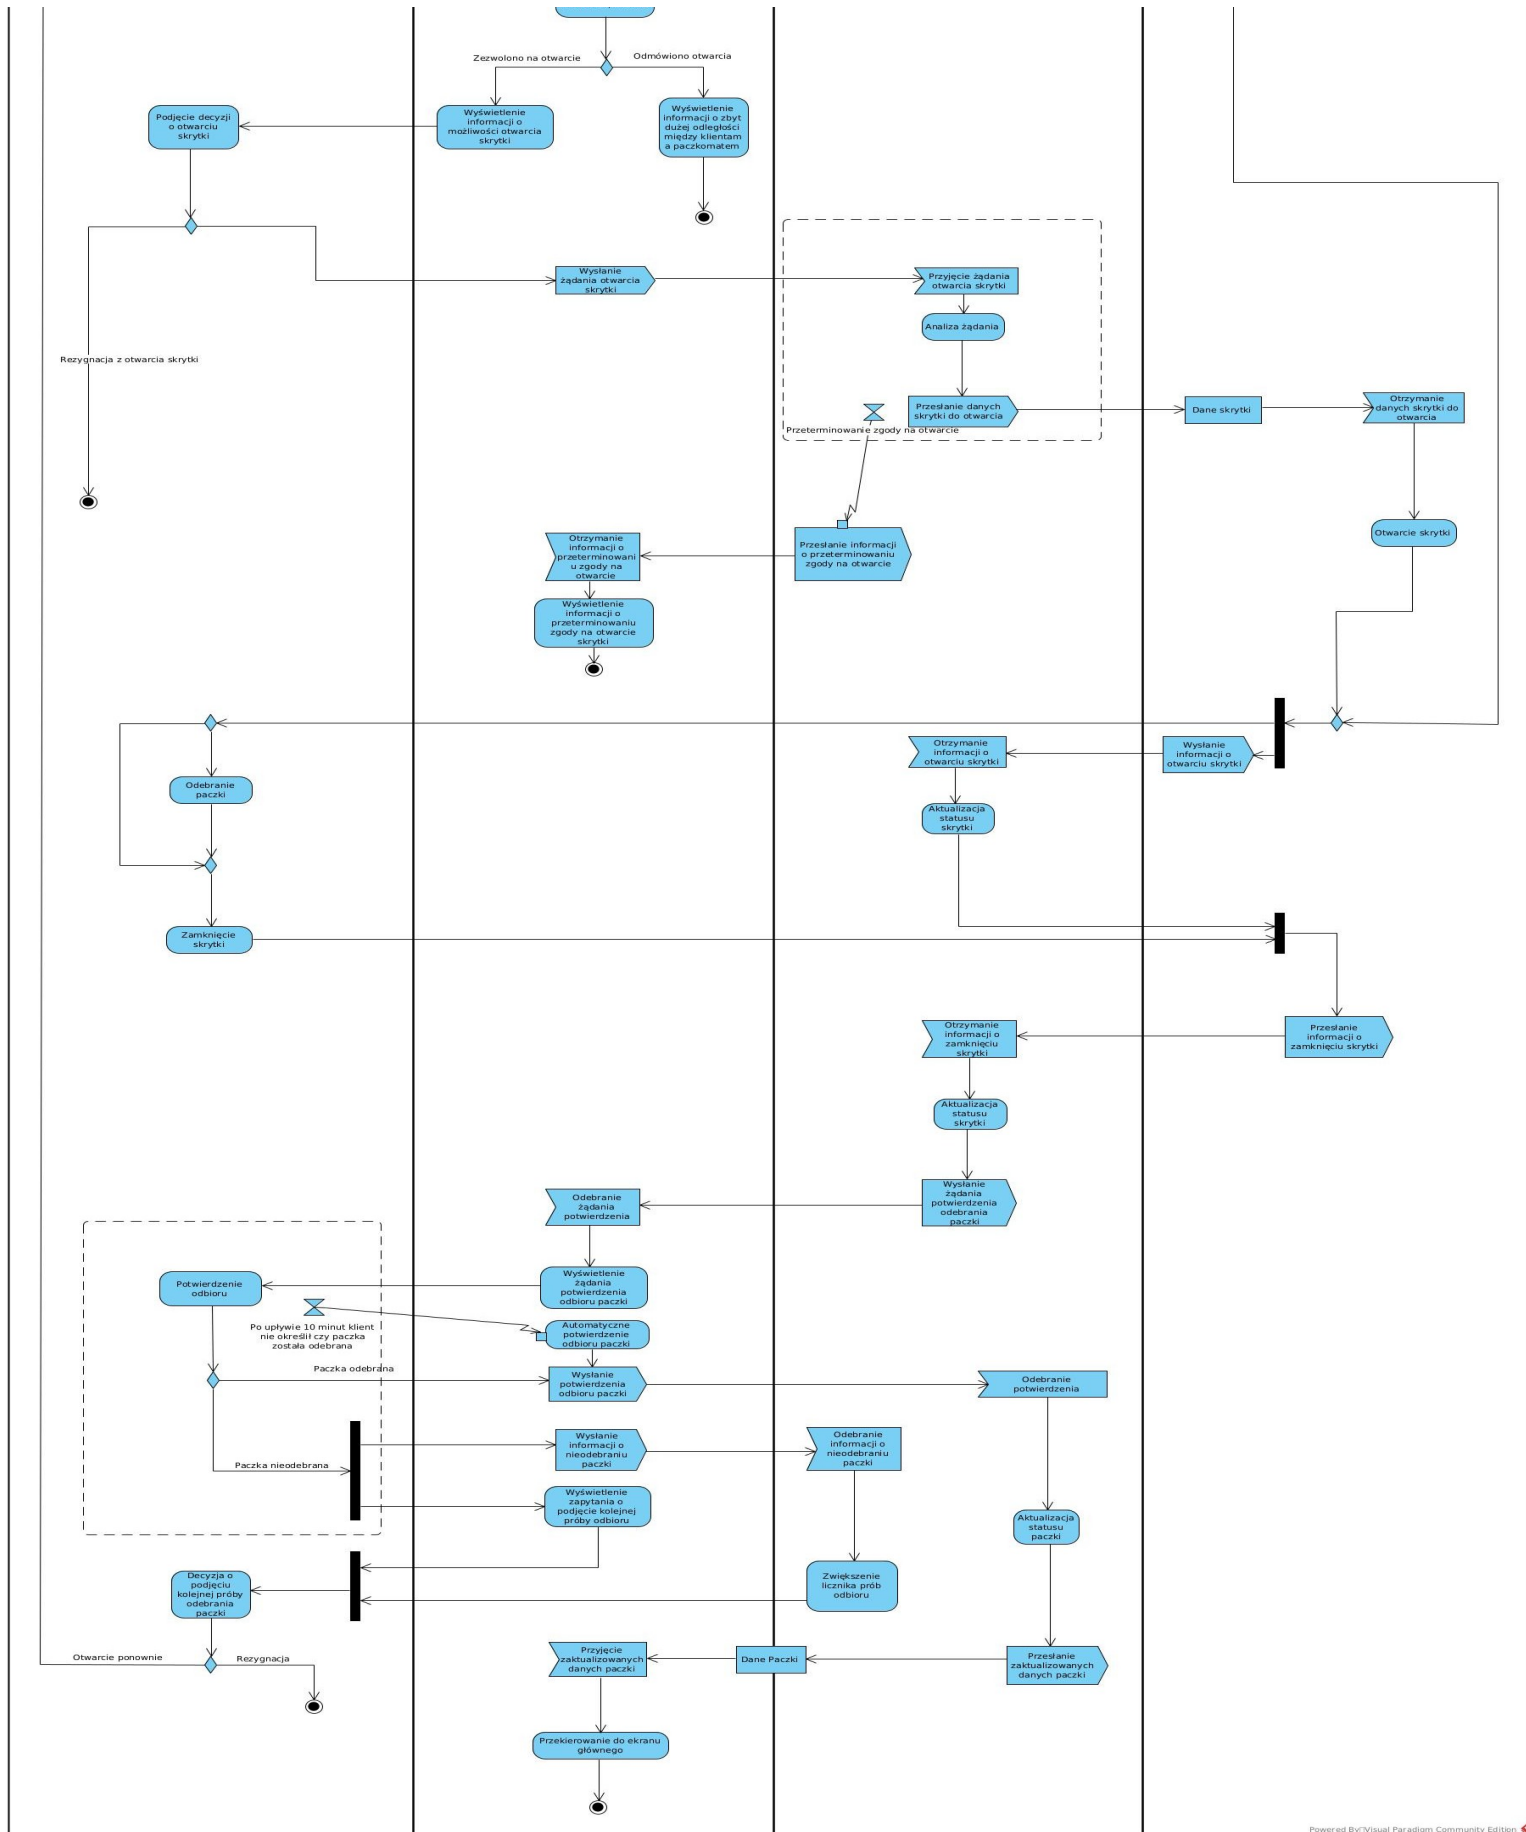 Zezwolono na otwarcie
Odmówiono otwarcia
Podjęcie decyzji
o otwarciu
skrytki
Wyświetlenie
informacji o
możliwości otwarcia
skrytki
Wyświetlenie
informacji o zbyt
dużej odległości
między klientam
a paczkomatem
Wysłanie
żądania otwarcia
skrytki
Przyjęcie żądania
otwarcia skrytki
Analiza żądania
Rezygnacja z otwarcia skrytki
Przesłanie danych
skrytki do otwarcia
Przeterminowanie zgody na otwarcie
Dane skrytki
Otrzymanie
danych skrytki do
otwarcia
Otwarcie skrytki
Otrzymanie
informacji o
przeterminowani
u zgody na
otwarcie
Przesłanie informacji
o przeterminowaniu
zgody na otwarcie
Wyświetlenie
informacji o
przeterminowaniu
zgody na otwarcie
skrytki
Otrzymanie
informacji o
otwarciu skrytki
Wysłanie
informacji o
otwarciu skrytki
Odebranie
paczki
Aktualizacja
statusu
skrytki
Zamknięcie
skrytki
Otrzymanie
informacji o
zamknięciu
skrytki
Przesłanie
informacji o
zamknięciu skrytki
Aktualizacja
statusu
skrytki
Odebranie
żądania
potwierdzenia
Wysłanie
żądania
potwierdzenia
odebrania
paczki
Potwierdzenie
odbioru
Wyświetlenie
żądania
potwierdzenia
odbioru paczki
Po upływie 10 minut klient
nie określił czy paczka
została odebrana
Automatyczne
potwierdzenie
odbioru paczki
Paczka odebrana
Wysłanie
potwierdzenia
odbioru paczki
Odebranie
potwierdzenia
Paczka nieodebrana
Wysłanie
informacji o
nieodebraniu
paczki
Odebranie
informacji o
nieodebraniu
paczki
Wyświetlenie
zapytania o
podjęcie kolejnej
próby odbioru
Aktualizacja
statusu
paczki
Decyzja o
podjęciu
kolejnej próby
odebrania
paczki
Zwiększenie
licznika prób
odbioru
Otwarcie ponownie
Rezygnacja
Przyjęcie
zaktualizowanych
danych paczki
Dane Paczki
Przesłanie
zaktualizowanych
danych paczki
Przekierowanie do ekranu
głównego
Powered By Visual Paradigm Community Edition